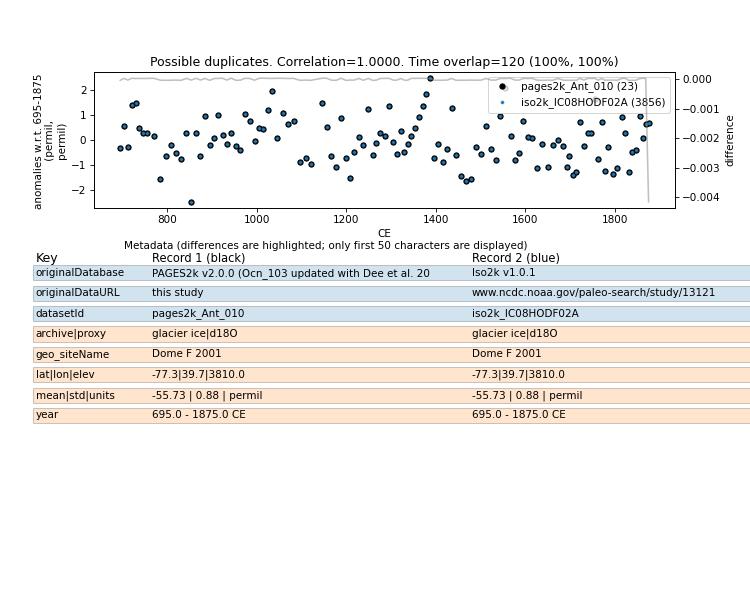 Possible duplicates. Correlation=1.0000. Time overlap=120 (100%, 100%)
anomalies w.r.t. 695-1875
(permil,
permil)
2
1
0
−1
−2
pages2k_Ant_010 (23)
iso2k_IC08HODF02A (3856)
0.000
−0.001
−0.002
−0.003
−0.004
difference
800 1000 1200 1400 1600 1800
CE
Metadata (differences are highlighted; only first 50 characters are displayed)
Key Record 1 (black) Record 2 (blue)
originalDatabase PAGES2k v2.0.0 (Ocn_103 updated with Dee et al. 20 Iso2k v1.0.1
originalDataURL this study www.ncdc.noaa.gov/paleo-search/study/13121
datasetId pages2k_Ant_010 iso2k_IC08HODF02A
archive|proxy glacier ice|d18O glacier ice|d18O
geo_siteName Dome F 2001 Dome F 2001
lat|lon|elev -77.3|39.7|3810.0 -77.3|39.7|3810.0
mean|std|units -55.73 | 0.88 | permil -55.73 | 0.88 | permil
year 695.0 - 1875.0 CE 695.0 - 1875.0 CE